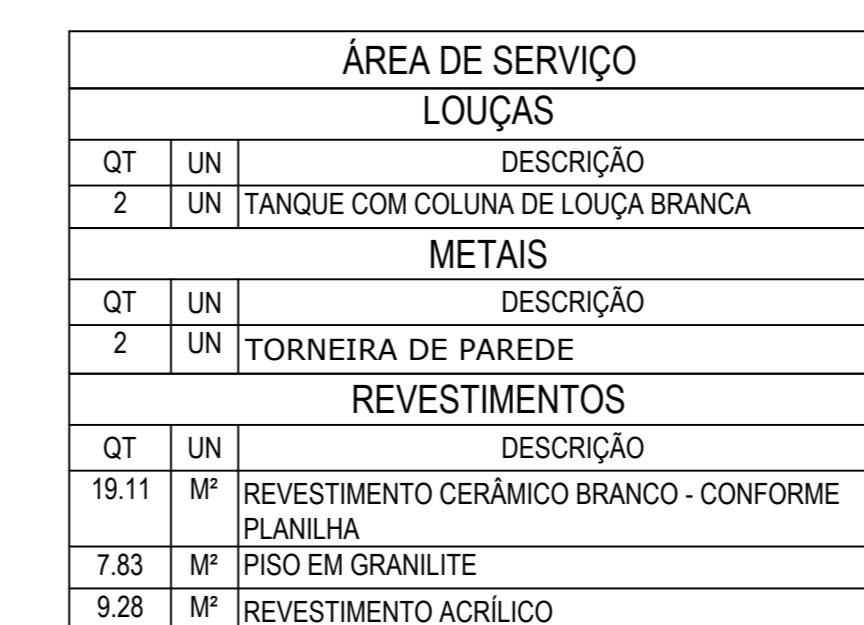 ÁREA DE SERVIÇO
LOUÇAS
QT UN DESCRIÇÃO
2 UN TANQUE COM COLUNA DE LOUÇA BRANCA
METAIS
QT UN DESCRIÇÃO
2 UN TORNEIRA DE PAREDE
REVESTIMENTOS
QT UN DESCRIÇÃO
19.11 M² REVESTIMENTO CERÂMICO BRANCO - CONFORME
PLANILHA
7.83 M² PISO EM GRANILITE
9.28 M² REVESTIMENTO ACRÍLICO